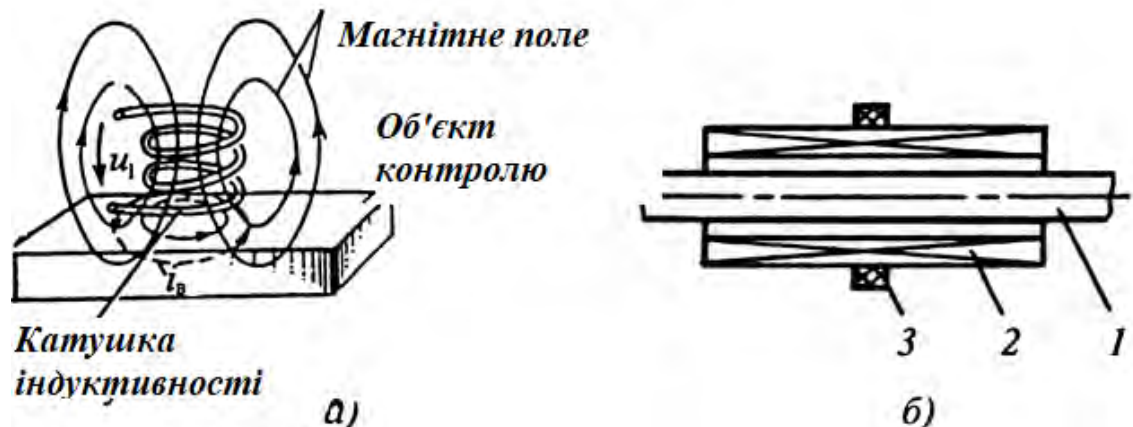 Магнітне поле
Об'єкт
контролю
u₁
iв
Катушка
індуктивності
а)
3
2
1
б)